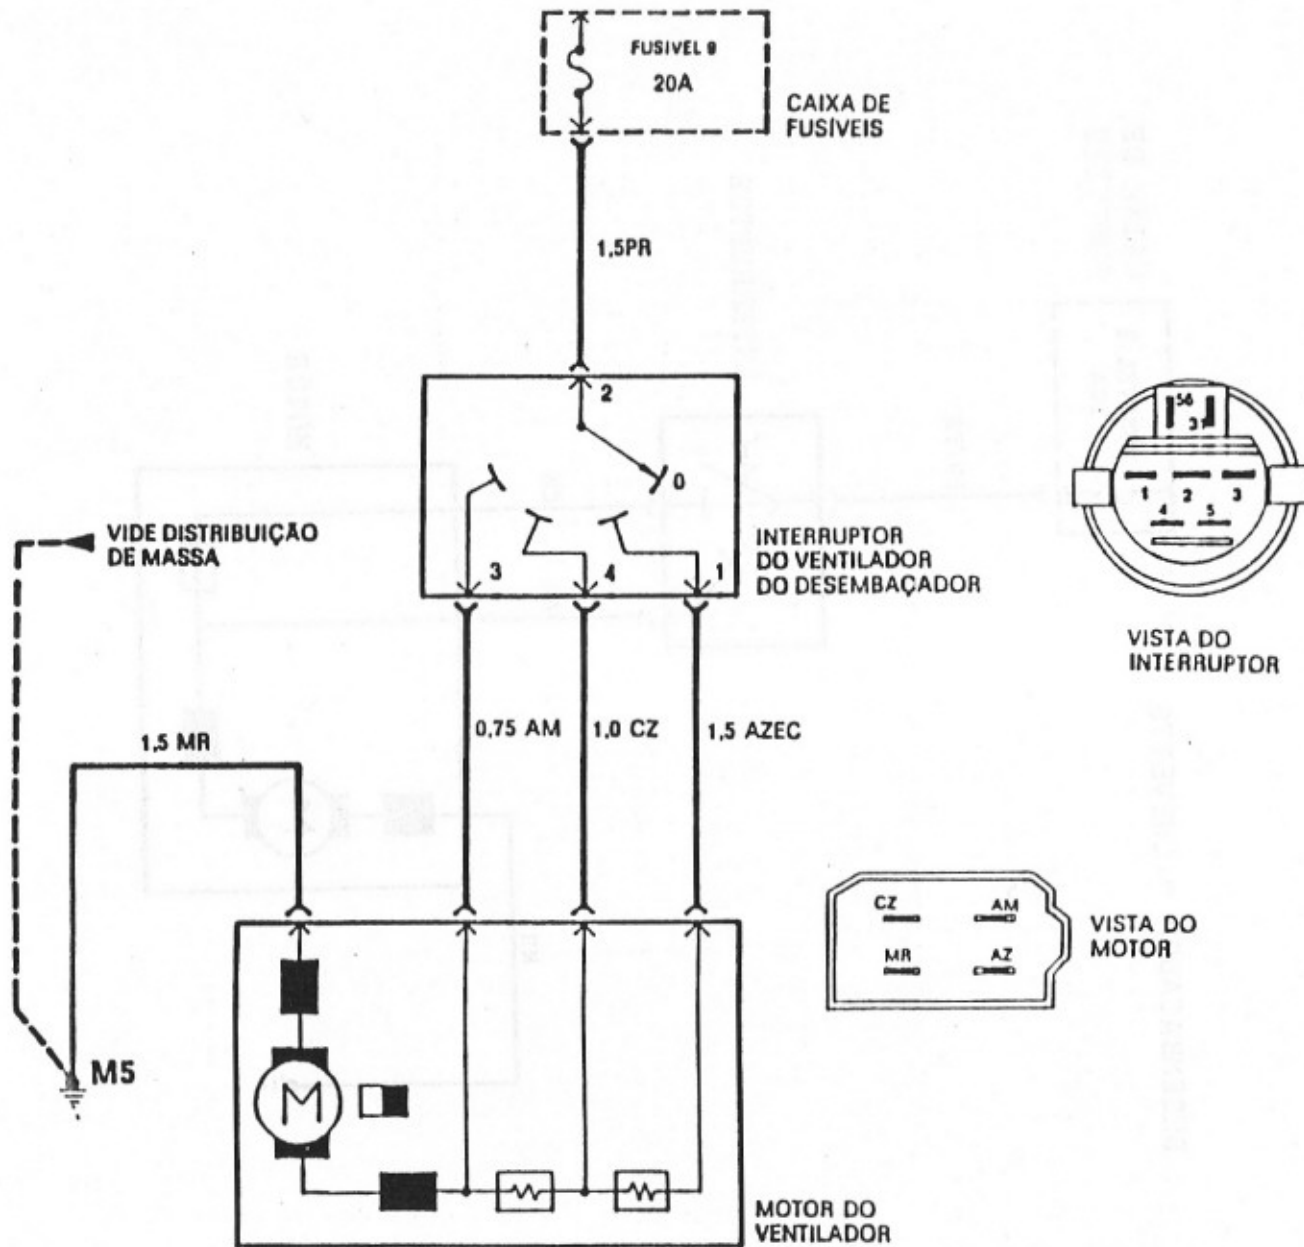 FUSIVEL 9
20A
CAIXA DE
FUSÍVEIS
1,5PR
2
0
3
4
1
INTERRUPTOR
DO VENTILADOR
DO DESEMBAÇADOR
56
31
1
2
3
4
5
VISTA DO
INTERRUPTOR
VIDE DISTRIBUIÇÃO
DE MASSA
1,5 MR
0,75 AM
1,0 CZ
1,5 AZEC
CZ
AM
MR
AZ
VISTA DO
MOTOR
M5
M
MOTOR DO
VENTILADOR